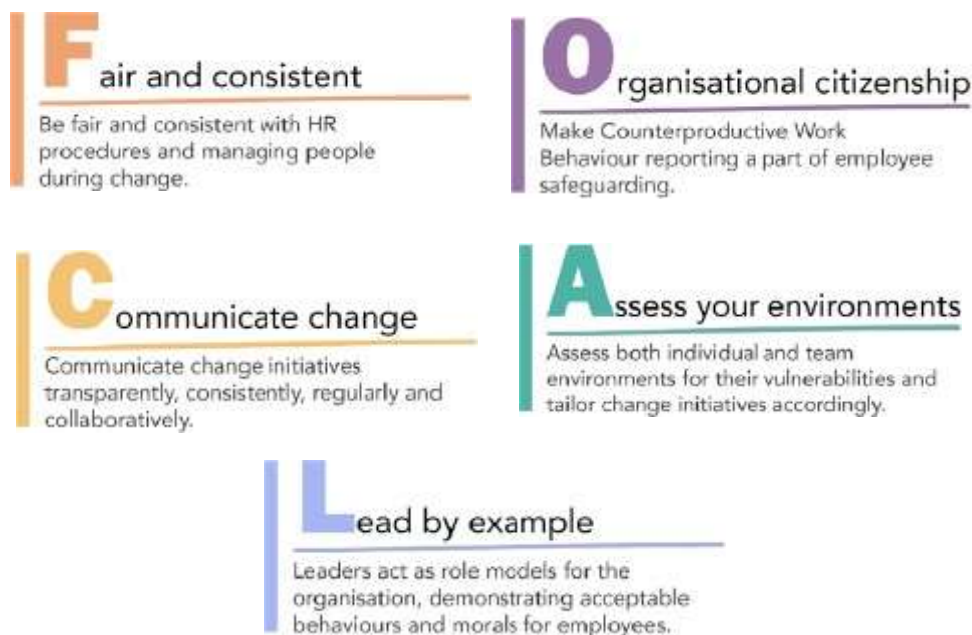 Fair and consistent
Be fair and consistent with HR
procedures and managing people
during change.
Organisational citizenship
Make Counterproductive Work
Behaviour reporting a part of employee
safeguarding.
Communicate change
Communicate change initiatives
transparently, consistently, regularly and
collaboratively.
Assess your environments
Assess both individual and team
environments for their vulnerabilities and
tailor change initiatives accordingly.
Lead by example
Leaders act as role models for the
organisation, demonstrating acceptable
behaviours and morals for employees.